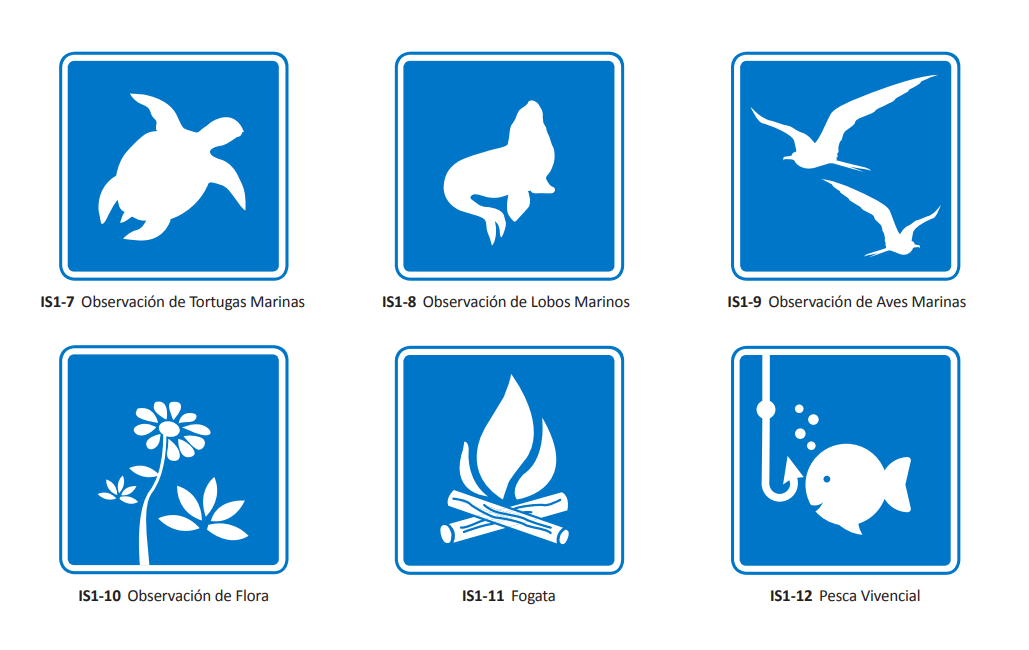 IS1-7 Observación de Tortugas Marinas
IS1-8 Observación de Lobos Marinos
IS1-9 Observación de Aves Marinas
IS1-10 Observación de Flora
IS1-11 Fogata
IS1-12 Pesca Vivencial